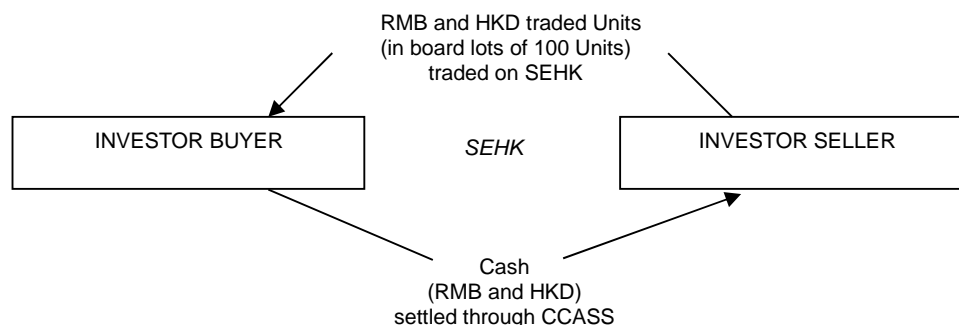 RMB and HKD traded Units
(in board lots of 100 Units)
traded on SEHK
INVESTOR BUYER
SEHK
INVESTOR SELLER
Cash
(RMB and HKD)
settled through CCASS